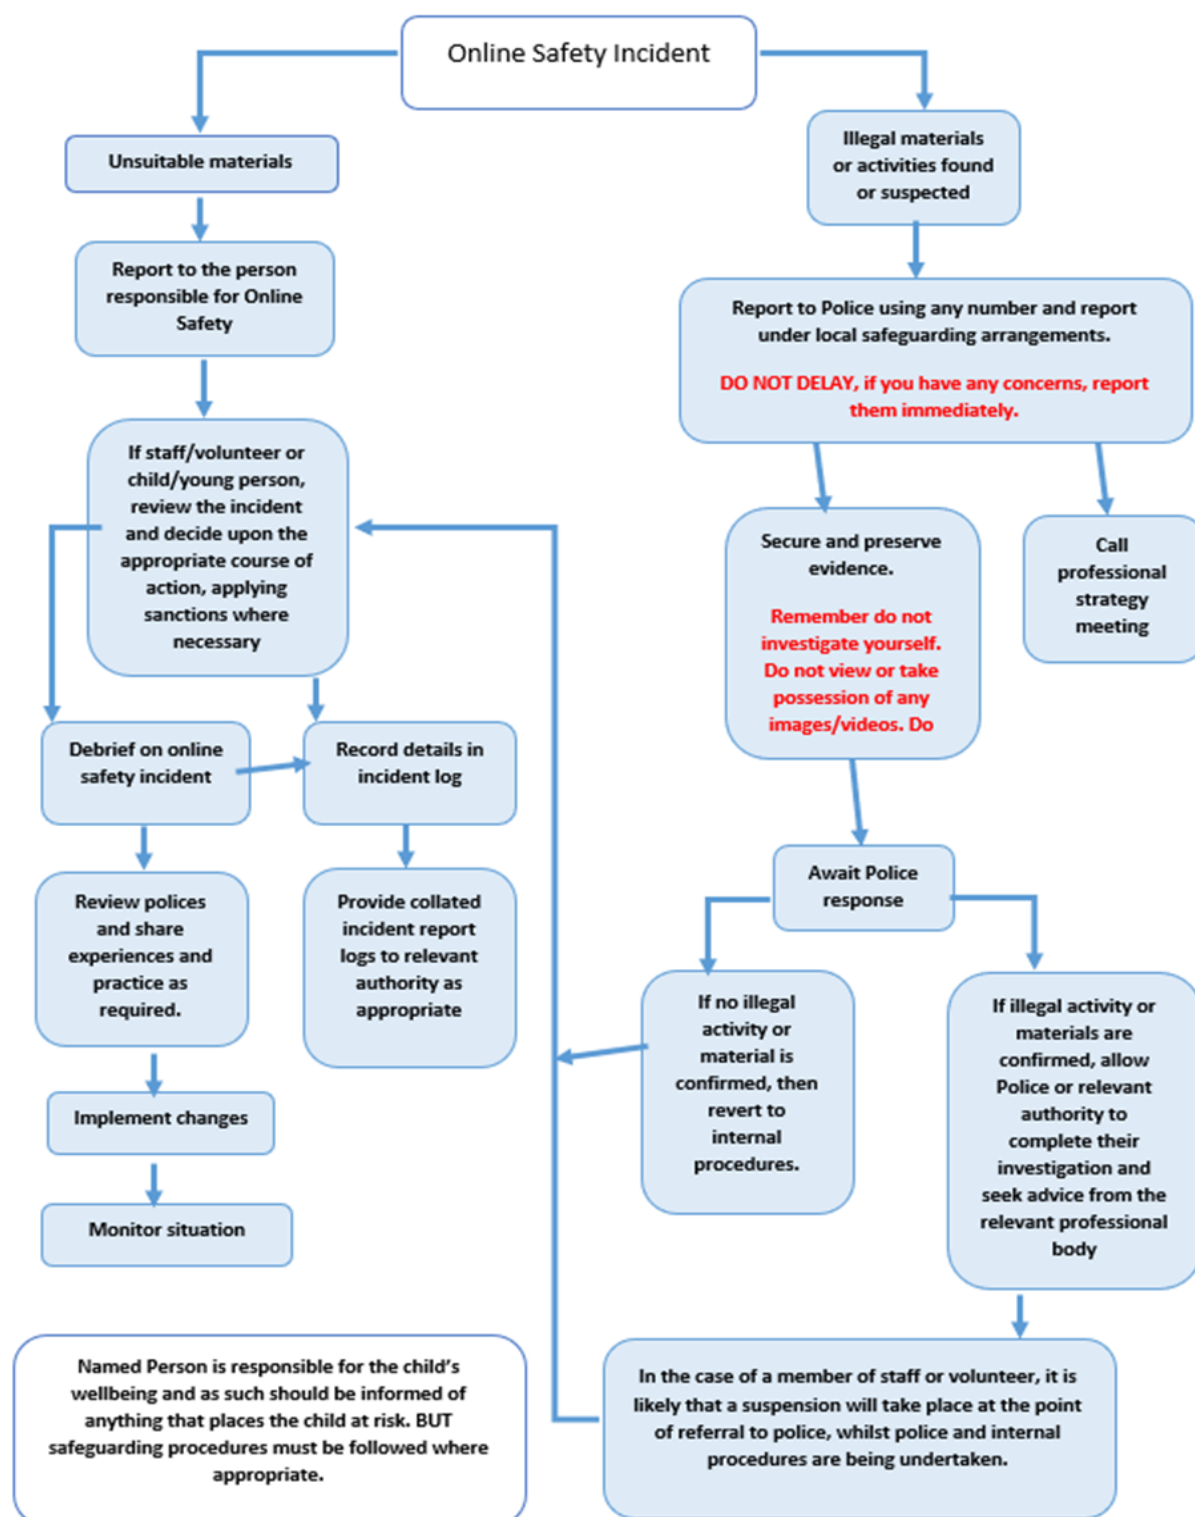 Online Safety Incident
Unsuitable materials
Report to the person
responsible for Online
Safety
If staff/volunteer or
child/young person,
review the incident
and decide upon the
appropriate course of
action, applying
sanctions where
necessary
Debrief on online
safety incident
Record details in
incident log
Review polices
and share
experiences and
practice as
required.
Provide collated
incident report
logs to relevant
authority as
appropriate
Implement changes
Monitor situation
Illegal materials
or activities found
or suspected
Report to Police using any number and report
under local safeguarding arrangements.
DO NOT DELAY, if you have any concerns, report
them immediately.
Secure and preserve
evidence.
Remember do not
investigate yourself.
Do not view or take
possession of any
images/videos. Do
Call
professional
strategy
meeting
Await Police
response
If no illegal
activity or
material is
confirmed, then
revert to
internal
procedures.
If illegal activity or
materials are
confirmed, allow
Police or relevant
authority to
complete their
investigation and
seek advice from the
relevant professional
body
In the case of a member of staff or volunteer, it is
likely that a suspension will take place at the point
of referral to police, whilst police and internal
procedures are being undertaken.
Named Person is responsible for the child’s
wellbeing and as such should be informed of
anything that places the child at risk. BUT
safeguarding procedures must be followed where
appropriate.